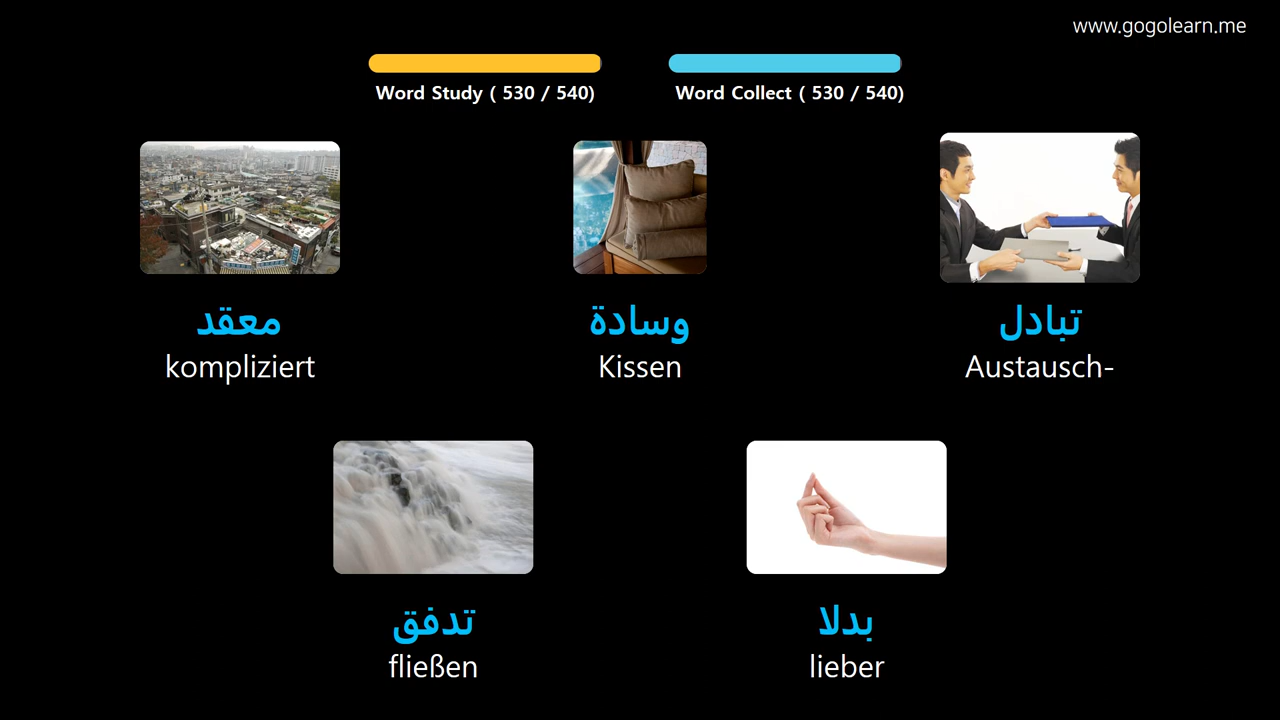 www.gogolearn.me
Word Study ( 530 / 540)
Word Collect ( 530 / 540)
معقد
kompliziert
وسادة
Kissen
تبادل
Austausch-
تدفق
fließen
بدلا
lieber